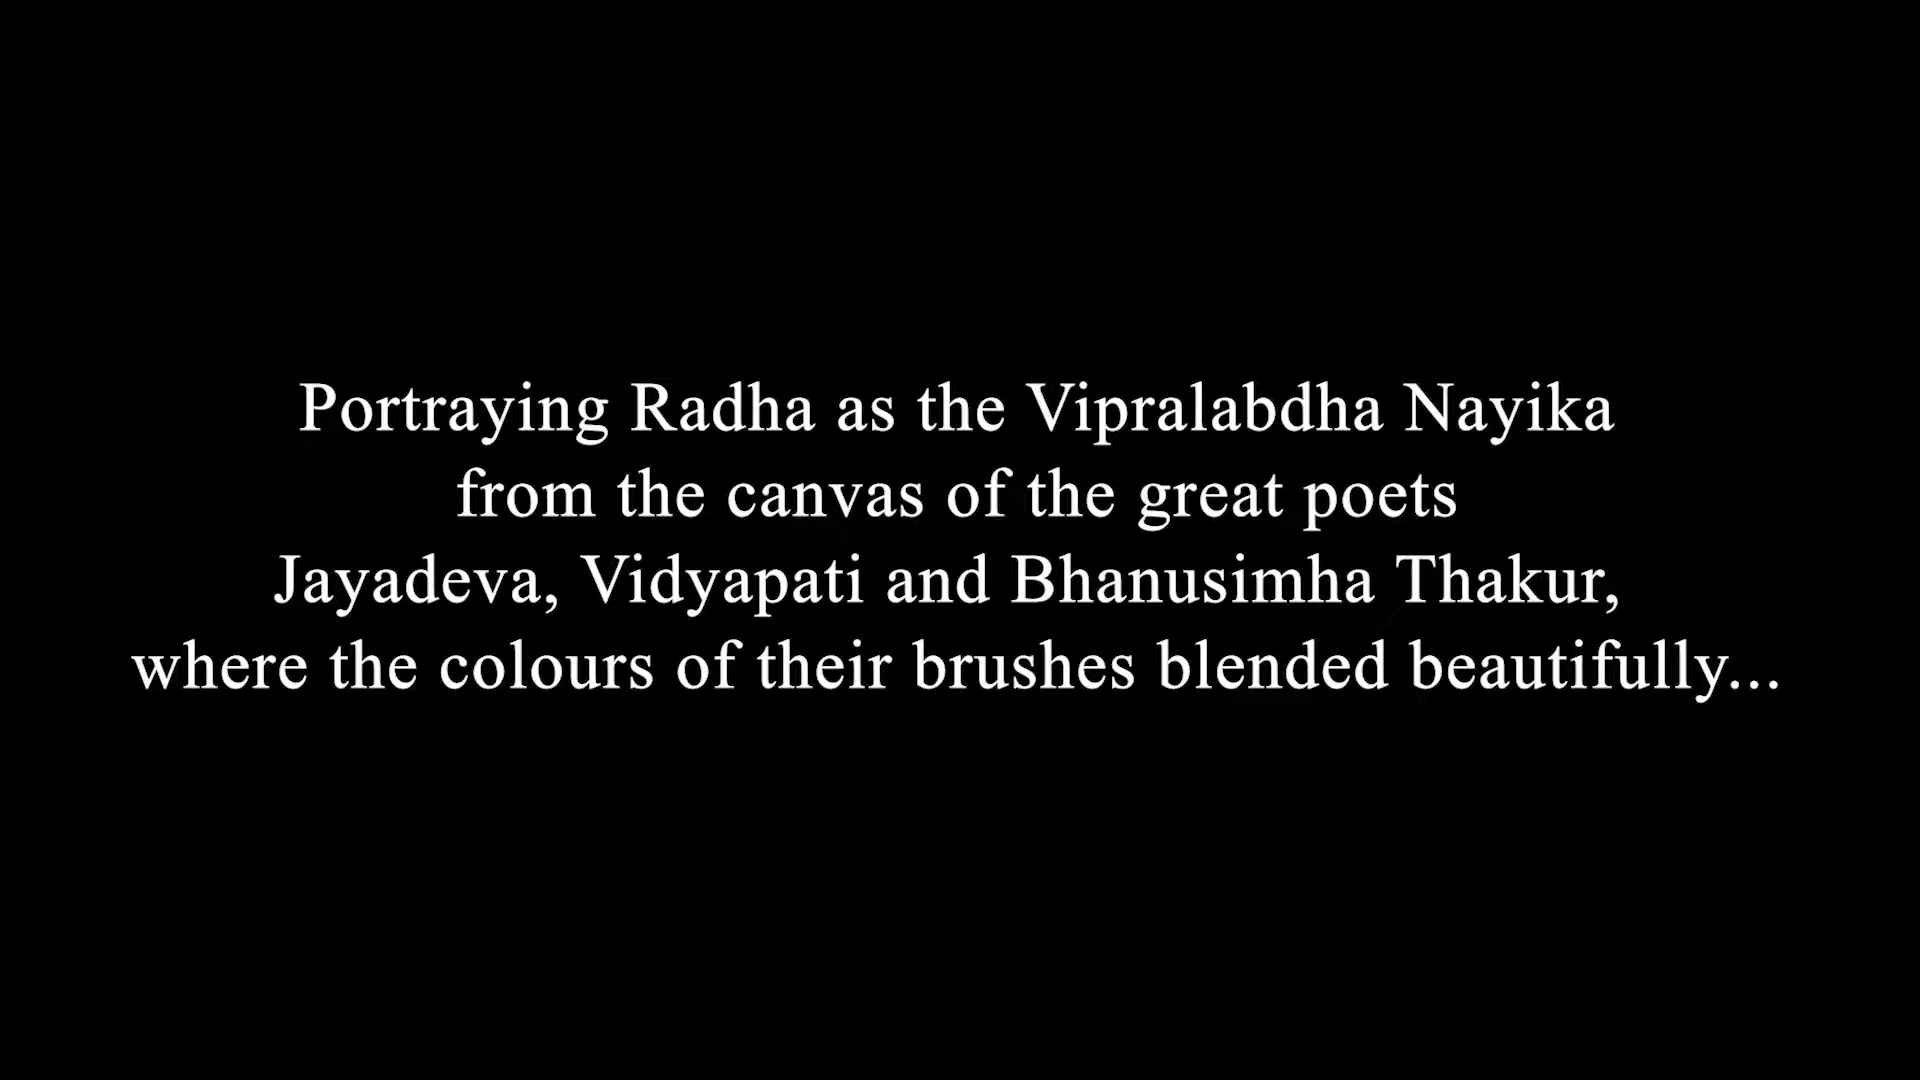 Portraying Radha as the Vipralabdha Nayika
from the canvas of the great poets
Jayadeva, Vidyapati and Bhanusimha Thakur,
where the colours of their brushes blended beautifully...